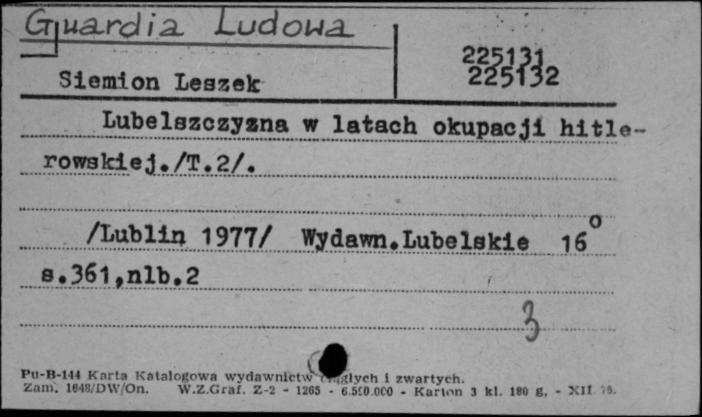 Gwardia Ludowa
225131
Siemion Leszek 225132
Lubelszczyzna w latach okupacji hitle-
rowskiej./T.2/.
/Lublin 1977/ Wydawn.Lubelskie 16°
s.361,nlb.2
3
Pu-B-144 Karta Katalogowa wydawnictw ciągłych i zwartych.
Zam. 1648/DW/On. W.Z.Graf. Z-2 - 1265 - 6.550.000 - Karton 3 kl. 180 g. - XII.